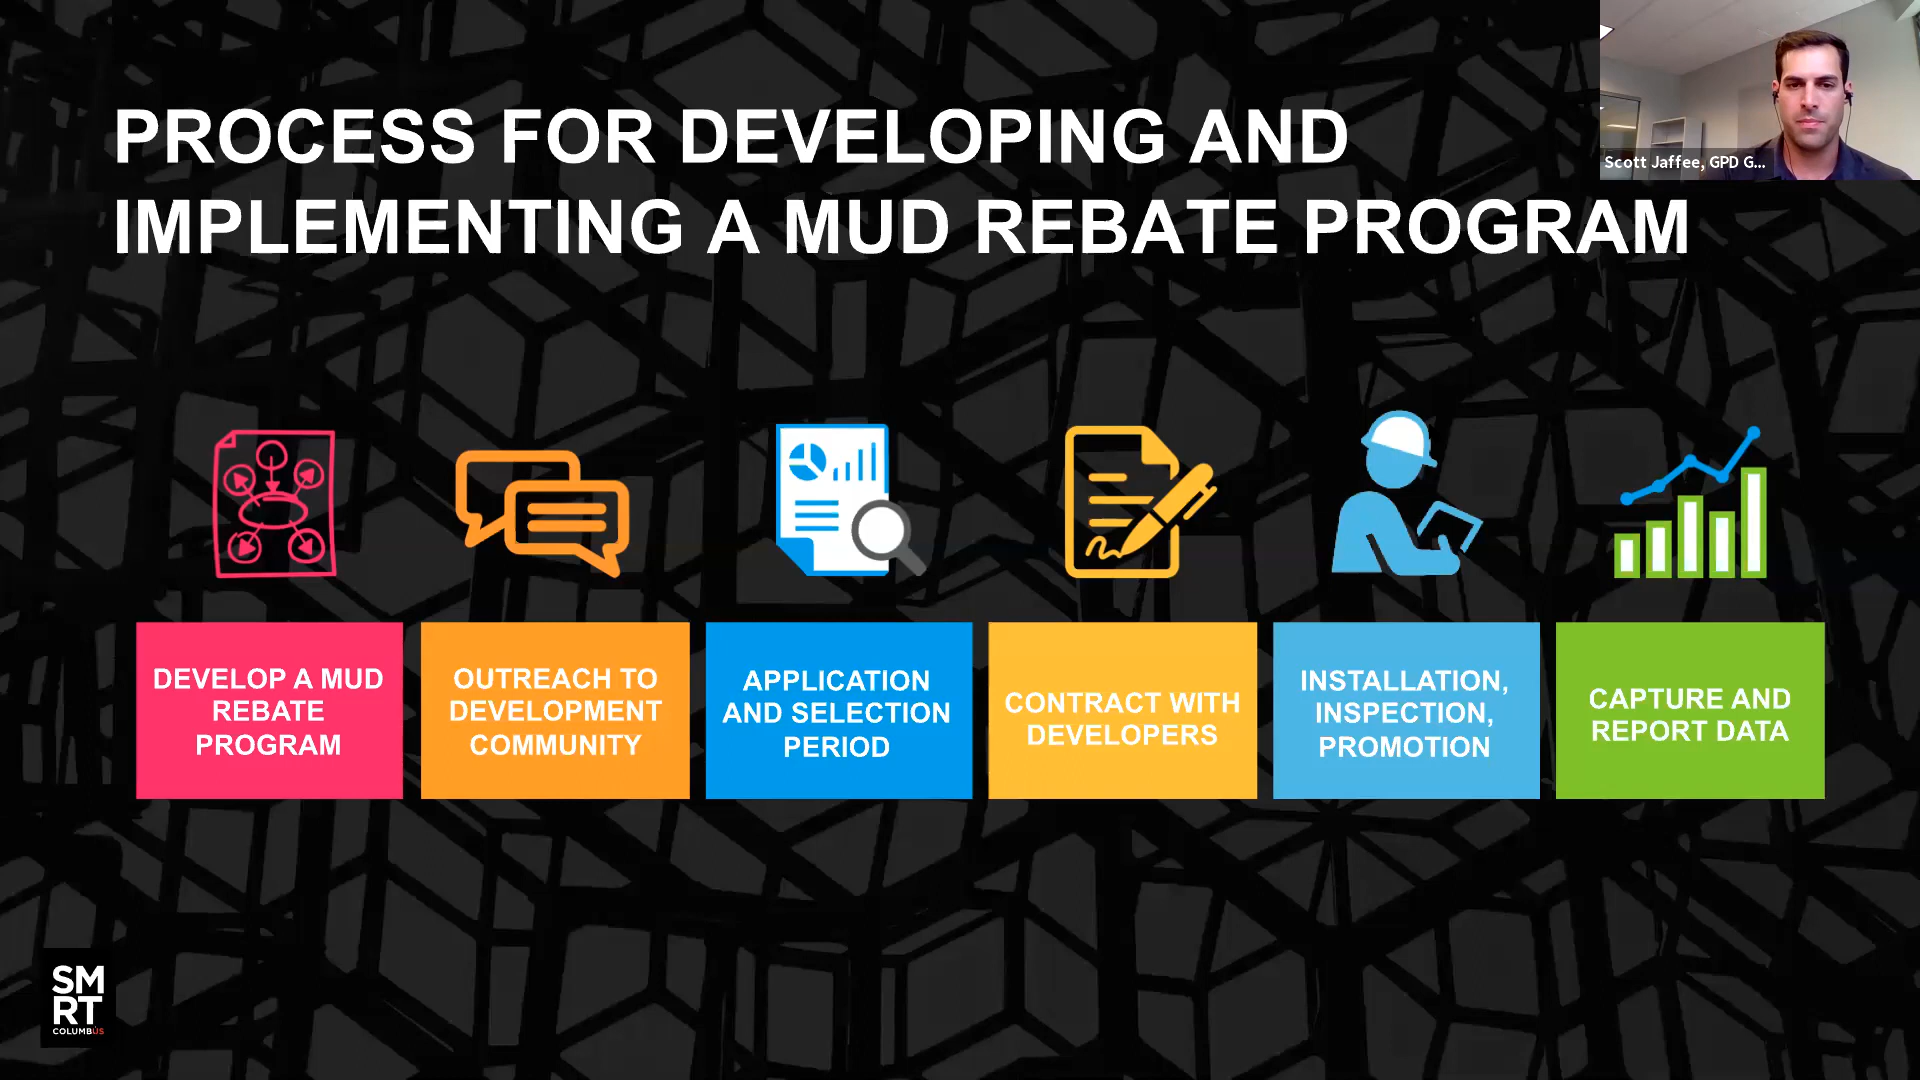 PROCESS FOR DEVELOPING AND
IMPLEMENTING A MUD REBATE PROGRAM
Scott Jaffee, GPD G...
DEVELOP A MUD
REBATE
PROGRAM
OUTREACH TO
DEVELOPMENT
COMMUNITY
APPLICATION
AND SELECTION
PERIOD
CONTRACT WITH
DEVELOPERS
INSTALLATION,
INSPECTION,
PROMOTION
CAPTURE AND
REPORT DATA
SM
RT
COLUMBUS